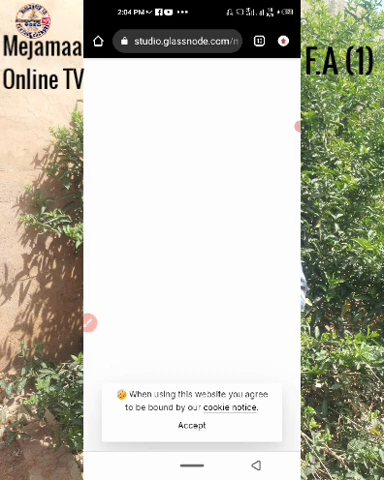 Mejamaa
Online TV
F.A (1)
2:04 PM
studio.glassnode.com/n
When using this website you agree
to be bound by our cookie notice.
Accept